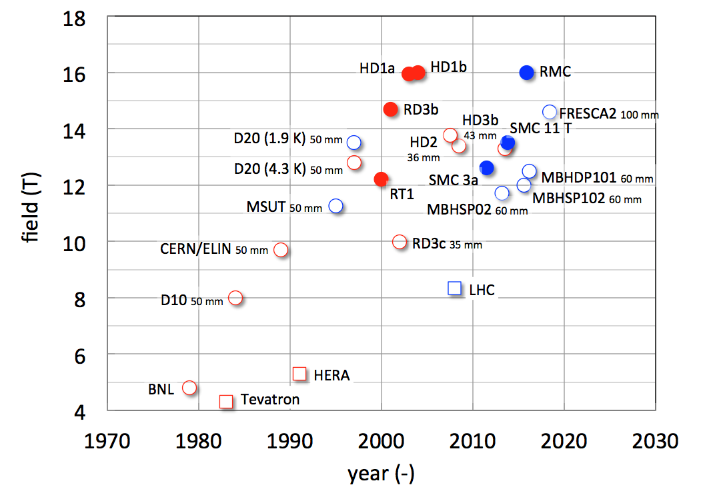 18
16
14
12
10
8
6
4
field (T)
HD1a
HD1b
RMC
RD3b
FRESCA2 100 mm
HD3b
43 mm
SMC 11 T
D20 (1.9 K) 50 mm
HD2
36 mm
D20 (4.3 K) 50 mm
SMC 3a
MBHDP101 60 mm
RT1
MBHSP102 60 mm
MSUT 50 mm
MBHSP02 60 mm
CERN/ELIN 50 mm
RD3c 35 mm
D10 50 mm
LHC
HERA
BNL
Tevatron
1970 1980 1990 2000 2010 2020 2030
year (-)